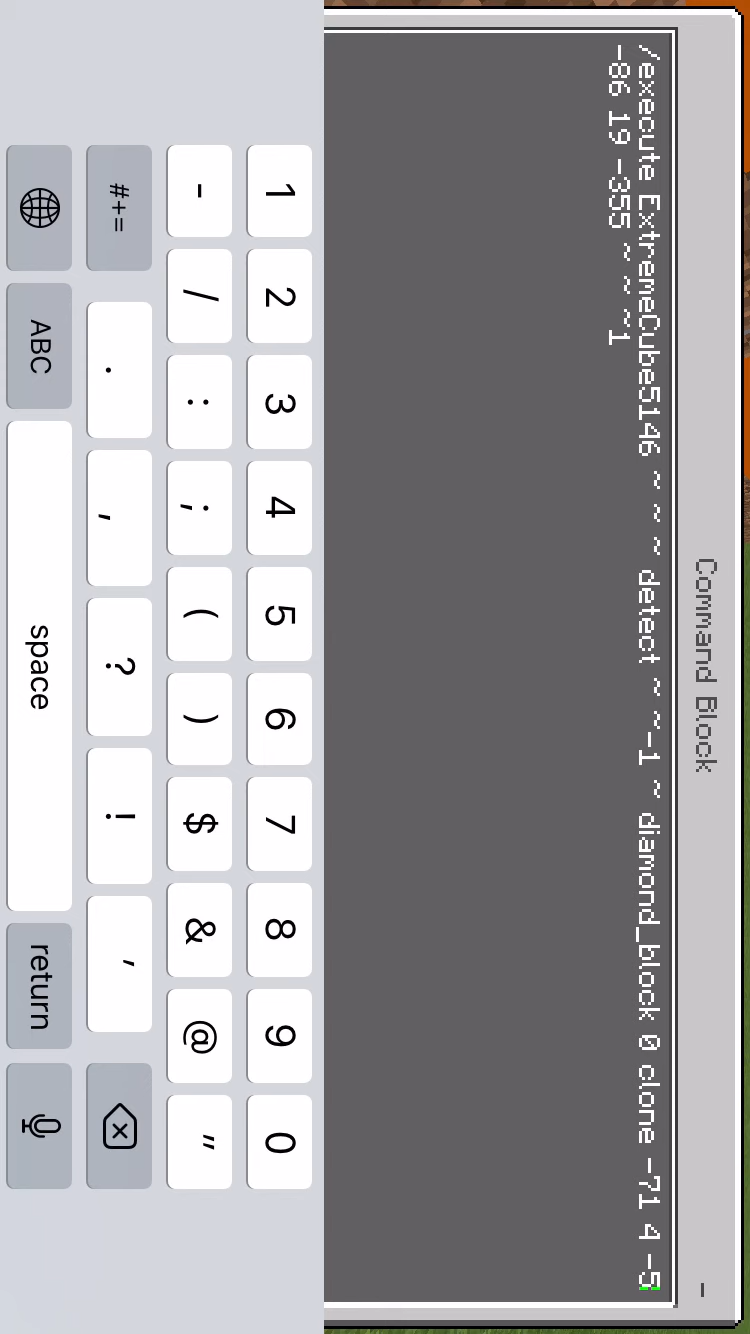 Command Block
/execute ExtremeCube5146 ~ ~ ~ detect ~ ~-1 ~ diamond_block 0 clone -71 4 -5
-86 19 -355 ~ ~ ~1
1 2 3 4 5 6 7 8 9 0
- / : ; ( ) $ & @ "
#+= . , ? ! '
ABC space return